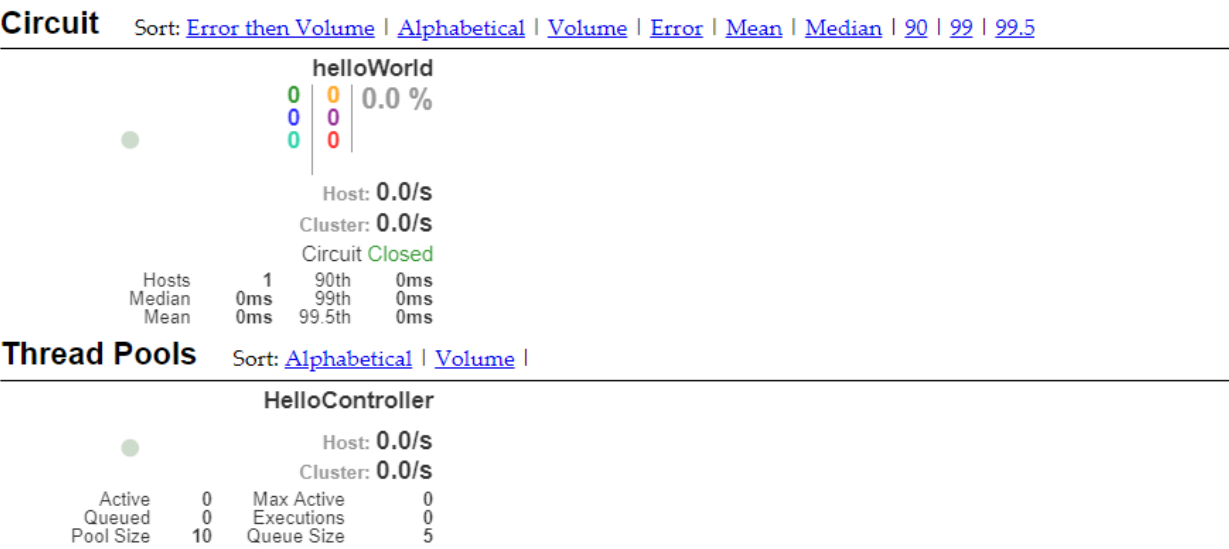 Circuit Sort: Error then Volume | Alphabetical | Volume | Error | Mean | Median | 90 | 99 | 99.5
helloWorld
0 0 0.0 %
0 0
0 0
Host: 0.0/s
Cluster: 0.0/s
Circuit Closed
Hosts 1 90th 0ms
Median 0ms 99th 0ms
Mean 0ms 99.5th 0ms
Thread Pools Sort: Alphabetical | Volume |
HelloController
Host: 0.0/s
Cluster: 0.0/s
Active 0 Max Active 0
Queued 0 Executions 0
Pool Size 10 Queue Size 5